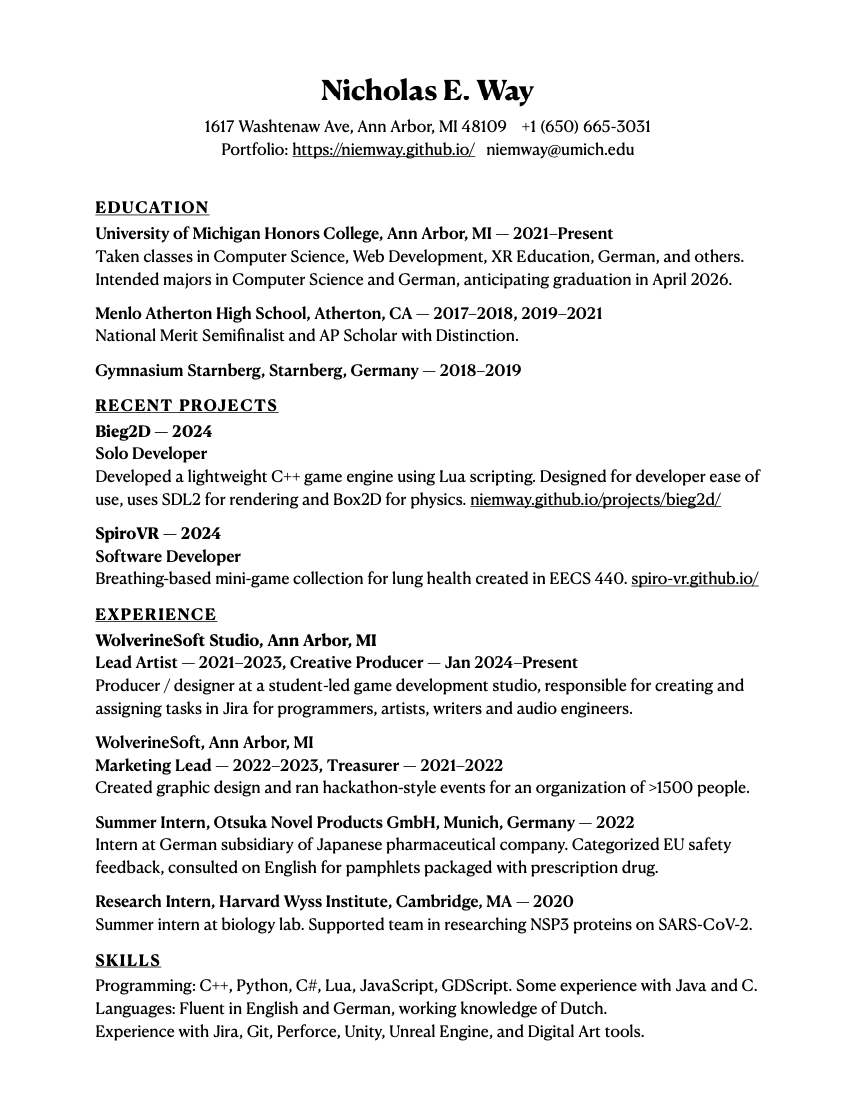 Nicholas E. Way
1617 Washtenaw Ave, Ann Arbor, MI 48109 +1 (650) 665-3031
Portfolio: https://niemway.github.io/ niemway@umich.edu
EDUCATION
University of Michigan Honors College, Ann Arbor, MI — 2021–Present
Taken classes in Computer Science, Web Development, XR Education, German, and others.
Intended majors in Computer Science and German, anticipating graduation in April 2026.
Menlo Atherton High School, Atherton, CA — 2017–2018, 2019–2021
National Merit Semifinalist and AP Scholar with Distinction.
Gymnasium Starnberg, Starnberg, Germany — 2018–2019
RECENT PROJECTS
Bieg2D — 2024
Solo Developer
Developed a lightweight C++ game engine using Lua scripting. Designed for developer ease of
use, uses SDL2 for rendering and Box2D for physics. niemway.github.io/projects/bieg2d/
SpiroVR — 2024
Software Developer
Breathing-based mini-game collection for lung health created in EECS 440. spiro-vr.github.io/
EXPERIENCE
WolverineSoft Studio, Ann Arbor, MI
Lead Artist — 2021–2023, Creative Producer — Jan 2024–Present
Producer / designer at a student-led game development studio, responsible for creating and
assigning tasks in Jira for programmers, artists, writers and audio engineers.
WolverineSoft, Ann Arbor, MI
Marketing Lead — 2022–2023, Treasurer — 2021–2022
Created graphic design and ran hackathon-style events for an organization of >1500 people.
Summer Intern, Otsuka Novel Products GmbH, Munich, Germany — 2022
Intern at German subsidiary of Japanese pharmaceutical company. Categorized EU safety
feedback, consulted on English for pamphlets packaged with prescription drug.
Research Intern, Harvard Wyss Institute, Cambridge, MA — 2020
Summer intern at biology lab. Supported team in researching NSP3 proteins on SARS-CoV-2.
SKILLS
Programming: C++, Python, C#, Lua, JavaScript, GDScript. Some experience with Java and C.
Languages: Fluent in English and German, working knowledge of Dutch.
Experience with Jira, Git, Perforce, Unity, Unreal Engine, and Digital Art tools.